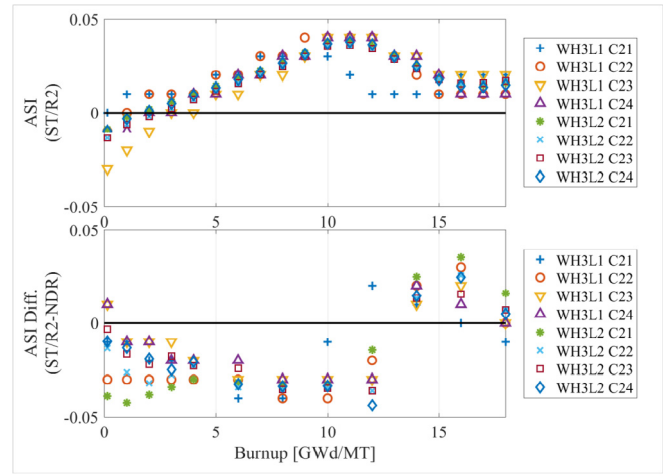 0.05
ASI
(ST/R2)
0
-0.05
0 5 10 15
WH3L1 C21
WH3L1 C22
WH3L1 C23
WH3L1 C24
WH3L2 C21
WH3L2 C22
WH3L2 C23
WH3L2 C24
0.05
ASI Diff.
(ST/R2-NDR)
0
-0.05
0 5 10 15
Burnup [GWd/MT]
WH3L1 C21
WH3L1 C22
WH3L1 C23
WH3L1 C24
WH3L2 C21
WH3L2 C22
WH3L2 C23
WH3L2 C24